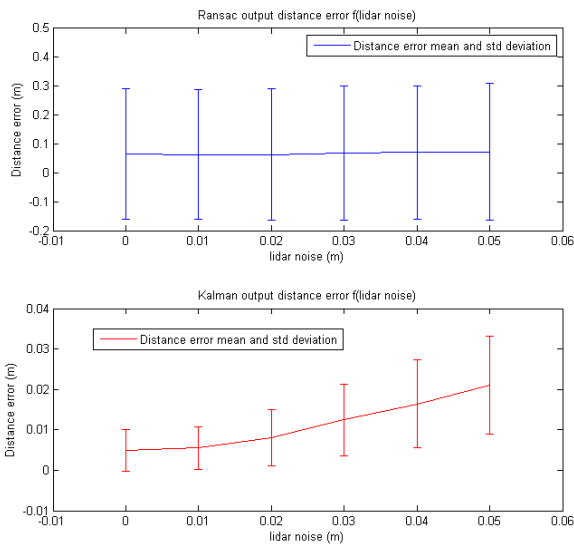 Ransac output distance error f(lidar noise)
Distance error mean and std deviation
Distance error (m)
0.5
0.4
0.3
0.2
0.1
0
-0.1
-0.2
-0.01 0 0.01 0.02 0.03 0.04 0.05 0.06
lidar noise (m)
Kalman output distance error f(lidar noise)
Distance error mean and std deviation
Distance error (m)
0.04
0.03
0.02
0.01
0
-0.01
-0.01 0 0.01 0.02 0.03 0.04 0.05 0.06
lidar noise (m)